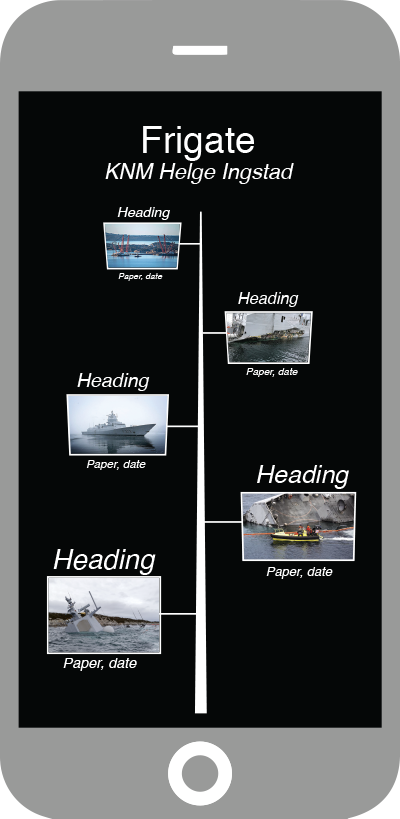 Frigate
KNM Helge Ingstad
Heading
Paper, date
Heading
Paper, date
Heading
Paper, date
Heading
Paper, date
Heading
Paper, date